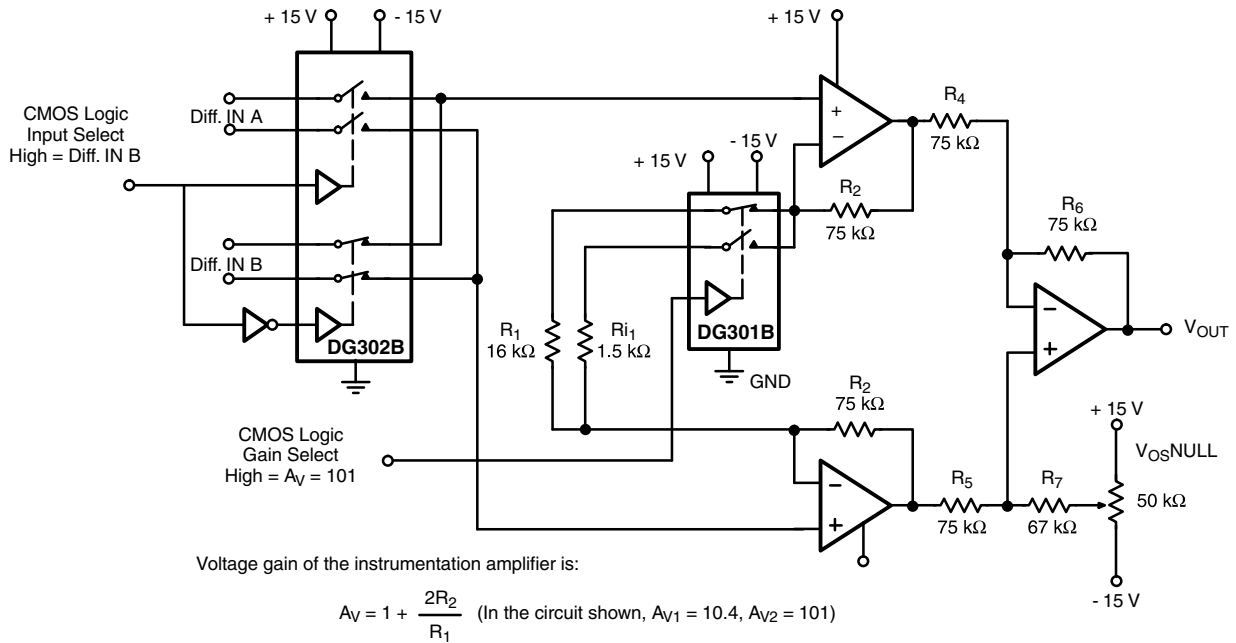 + 15 V
- 15 V
+ 15 V
CMOS Logic
Input Select
High = Diff. IN B
Diff. IN A
Diff. IN B
DG302B
+
−
R4
75 kΩ
+ 15 V
- 15 V
R2
75 kΩ
R6
75 kΩ
DG301B
GND
R1
16 kΩ
Ri1
1.5 kΩ
−
+
VOUT
R2
75 kΩ
CMOS Logic
Gain Select
High = AV = 101
−
+
R5
75 kΩ
R7
67 kΩ
+ 15 V
VOSNULL
50 kΩ
- 15 V
Voltage gain of the instrumentation amplifier is:
AV = 1 + 2R2 / R1 (In the circuit shown, AV1 = 10.4, AV2 = 101)